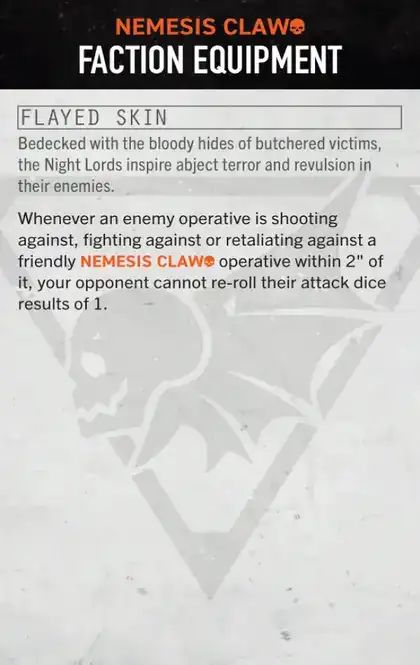 NEMESIS CLAW
FACTION EQUIPMENT
FLAYED SKIN
Bedecked with the bloody hides of butchered victims,
the Night Lords inspire abject terror and revulsion in
their enemies.
Whenever an enemy operative is shooting
against, fighting against or retaliating against a
friendly NEMESIS CLAW operative within 2" of
it, your opponent cannot re-roll their attack dice
results of 1.